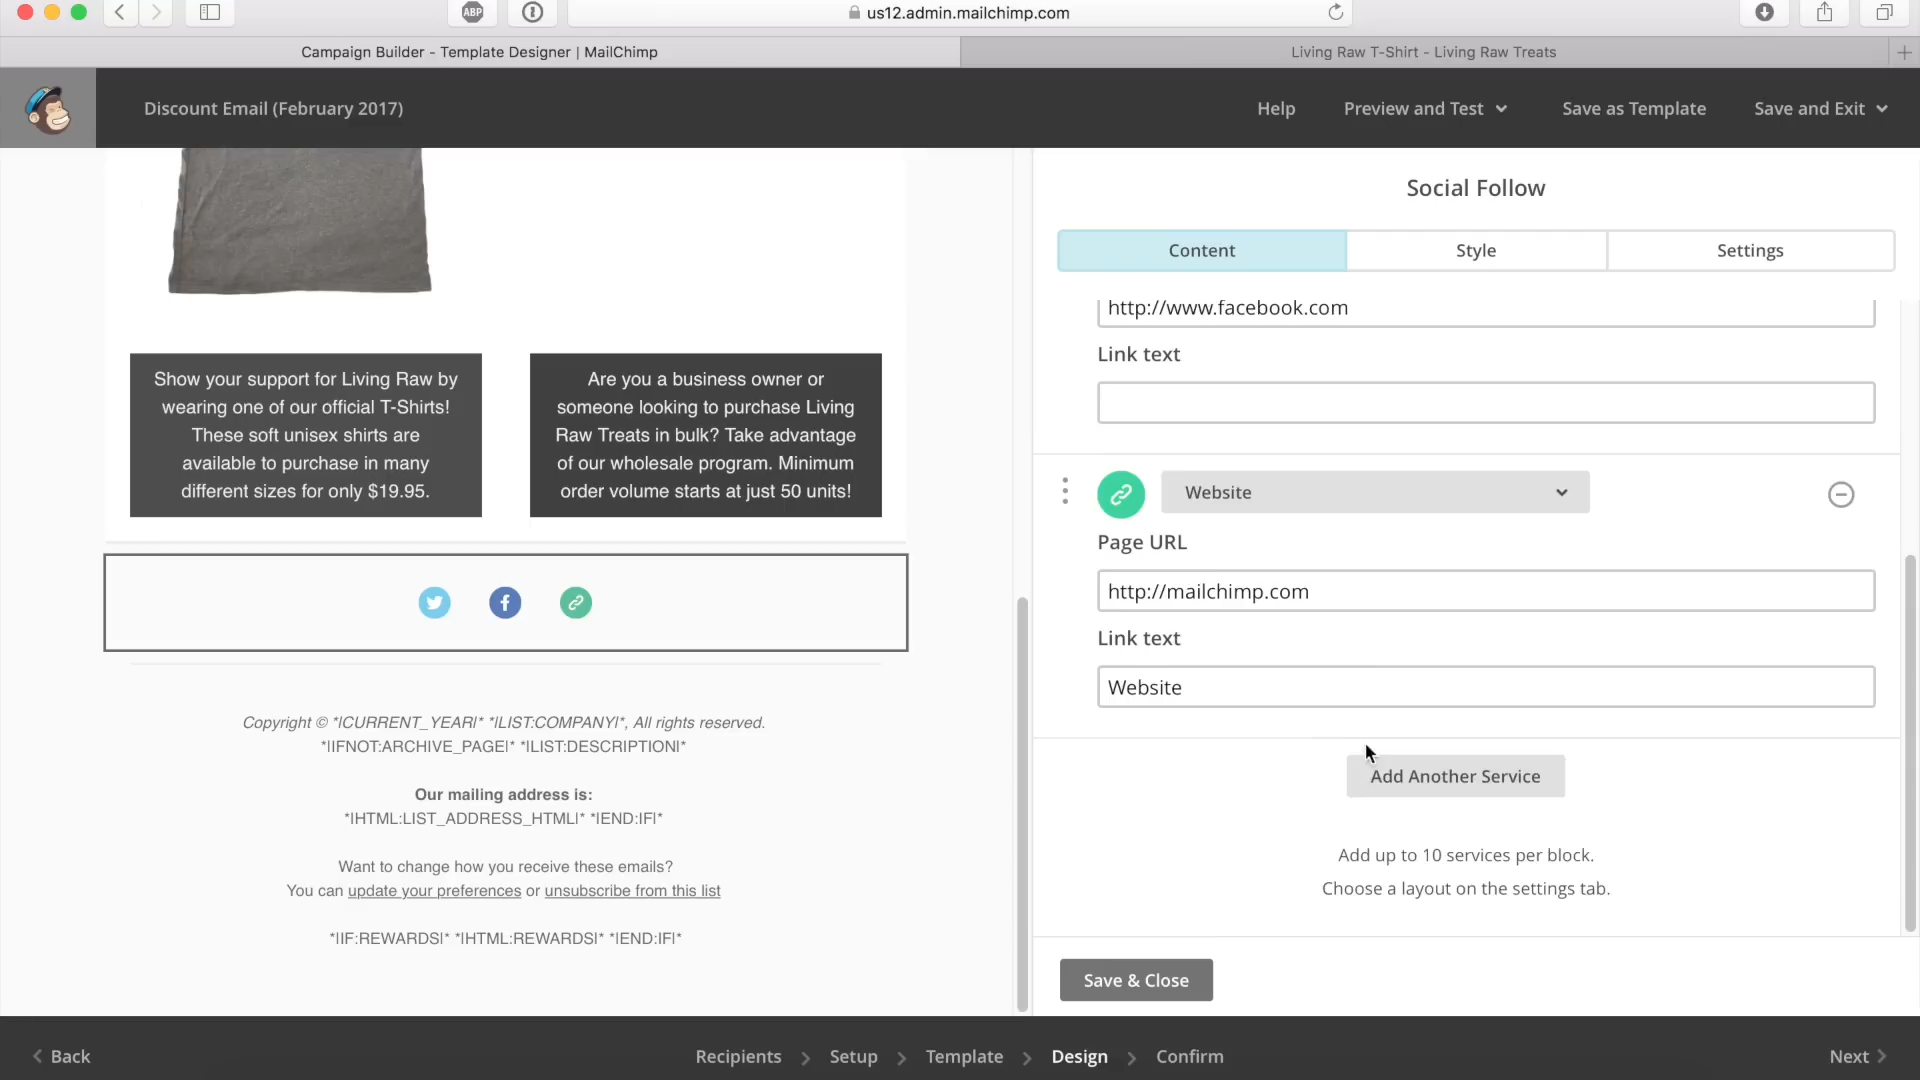 ABP
us12.admin.mailchimp.com
Campaign Builder - Template Designer | MailChimp
Living Raw T-Shirt - Living Raw Treats
Discount Email (February 2017)
Help
Preview and Test
Save as Template
Save and Exit
Show your support for Living Raw by
wearing one of our official T-Shirts!
These soft unisex shirts are
available to purchase in many
different sizes for only $19.95.
Are you a business owner or
someone looking to purchase Living
Raw Treats in bulk? Take advantage
of our wholesale program. Minimum
order volume starts at just 50 units!
Copyright © *|CURRENT_YEAR|* *|LIST:COMPANY|*, All rights reserved.
*|IFNOT:ARCHIVE_PAGE|* *|LIST:DESCRIPTION|*
Our mailing address is:
*|HTML:LIST_ADDRESS_HTML|* *|END:IF|*
Want to change how you receive these emails?
You can update your preferences or unsubscribe from this list
*|IF:REWARDS|* *|HTML:REWARDS|* *|END:IF|*
Social Follow
Content
Style
Settings
http://www.facebook.com
Link text
Website
Page URL
http://mailchimp.com
Link text
Website
Add Another Service
Add up to 10 services per block.
Choose a layout on the settings tab.
Save & Close
Back
Recipients
Setup
Template
Design
Confirm
Next